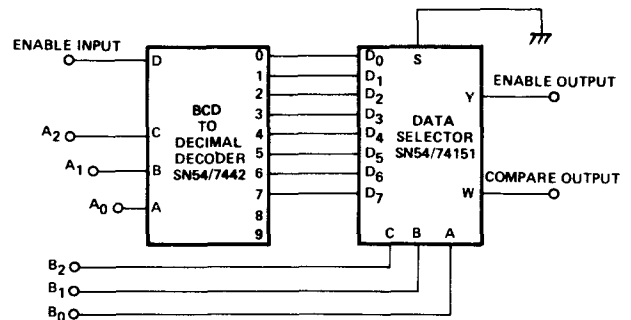 ENABLE INPUT
D
A2
C
A1
B
A0
A
BCD
TO
DECIMAL
DECODER
SN54/7442
0
1
2
3
4
5
6
7
8
9
D0
D1
D2
D3
D4
D5
D6
D7
S
DATA
SELECTOR
SN54/74151
Y
W
C B A
ENABLE OUTPUT
COMPARE OUTPUT
B2
B1
B0